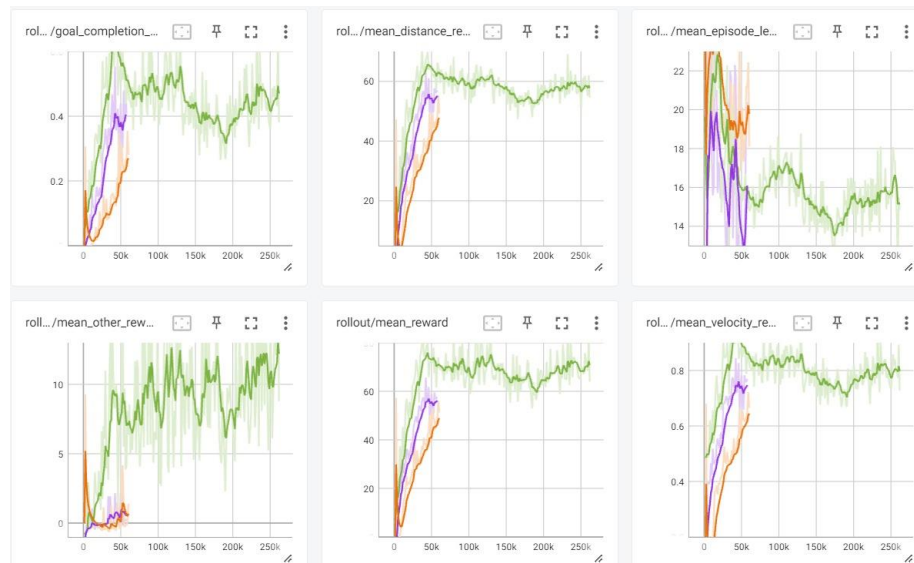 rol... /goal_completion_...
0.4
0.2
0 50k 100k 150k 200k 250k
rol.../mean_distance_re...
60
40
20
0 50k 100k 150k 200k 250k
rol.../mean_episode_le...
22
20
18
16
14
0 50k 100k 150k 200k 250k
roll.../mean_other_rew...
10
5
0
0 50k 100k 150k 200k 250k
rollout/mean_reward
60
40
20
0 50k 100k 150k 200k 250k
rol.../mean_velocity_re...
0.8
0.6
0.4
0 50k 100k 150k 200k 250k